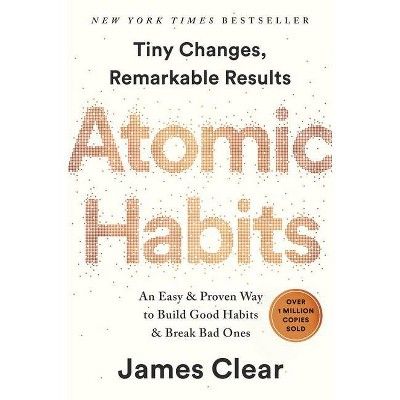 NEW YORK TIMES BESTSELLER
Tiny Changes,
Remarkable Results
Atomic
Habits
An Easy & Proven Way
to Build Good Habits
& Break Bad Ones
OVER
1 MILLION
COPIES
SOLD
James Clear